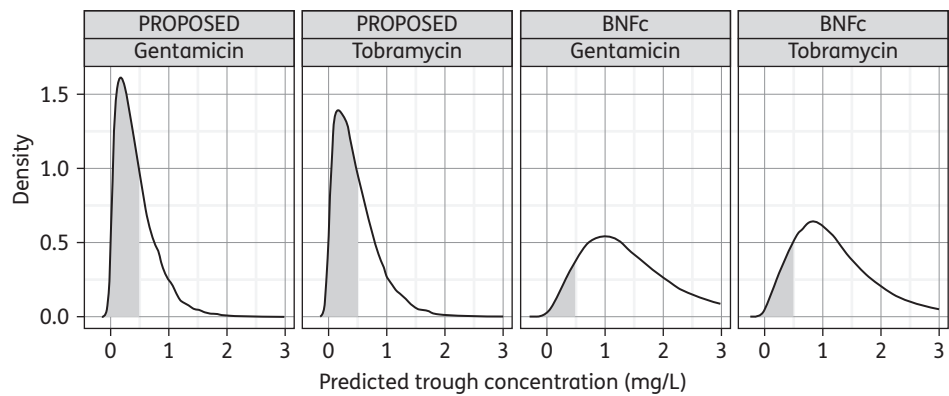 PROPOSED PROPOSED BNFc BNFc
Gentamicin Tobramycin Gentamicin Tobramycin
1.5
1.0
0.5
0.0
Density
0 1 2 3 0 1 2 3 0 1 2 3 0 1 2 3
Predicted trough concentration (mg/L)